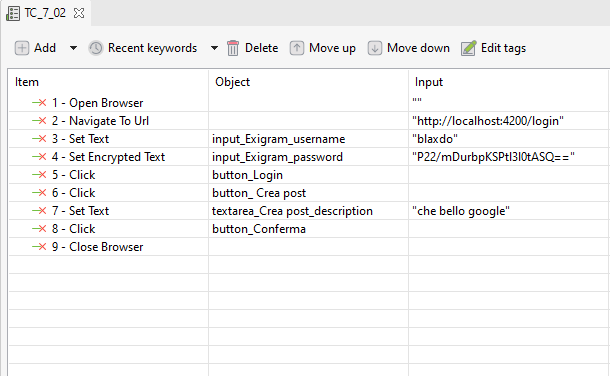 TC_7_02
Add Recent keywords Delete Move up Move down Edit tags
Item Object Input
1 - Open Browser ""
2 - Navigate To Url "http://localhost:4200/login"
3 - Set Text input_Exigram_username "blaxdo"
4 - Set Encrypted Text input_Exigram_password "P22/mDurbpKSPtI3I0tASQ=="
5 - Click button_Login
6 - Click button_ Crea post
7 - Set Text textarea_Crea post_description "che bello google"
8 - Click button_Conferma
9 - Close Browser